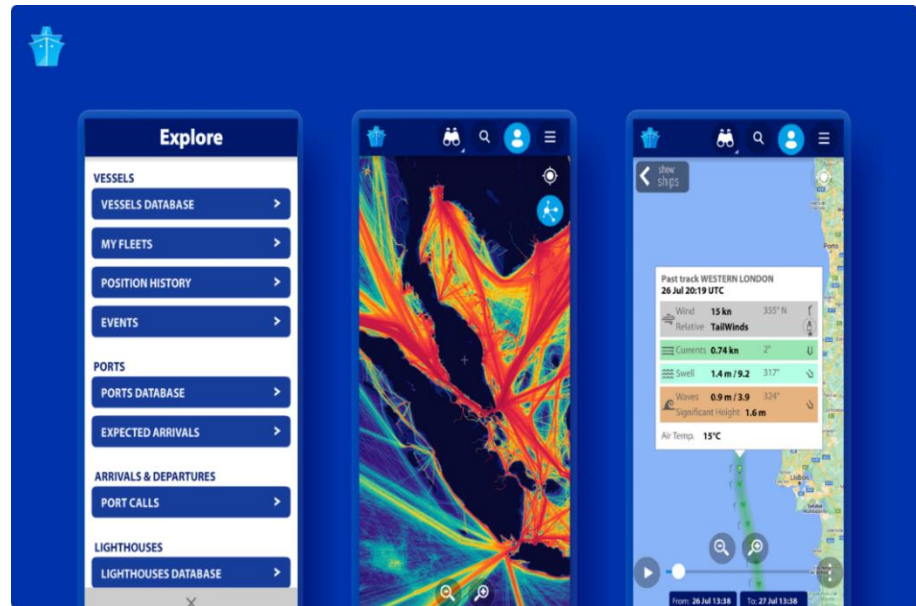 Explore
VESSELS
VESSELS DATABASE
MY FLEETS
POSITION HISTORY
EVENTS
PORTS
PORTS DATABASE
EXPECTED ARRIVALS
ARRIVALS & DEPARTURES
PORT CALLS
LIGHTHOUSES
LIGHTHOUSES DATABASE
show
ships
Porto
Past track WESTERN LONDON
26 Jul 20:19 UTC
Wind 15 kn 355° N
Relative TailWinds
Currents 0.74 kn 2°
Swell 1.4 m / 9.2 317°
Waves 0.9 m / 3.9 324°
Significant Height 1.6 m
Air Temp. 15°C
Lisbon
From: 26 Jul 13:38 To: 27 Jul 13:38